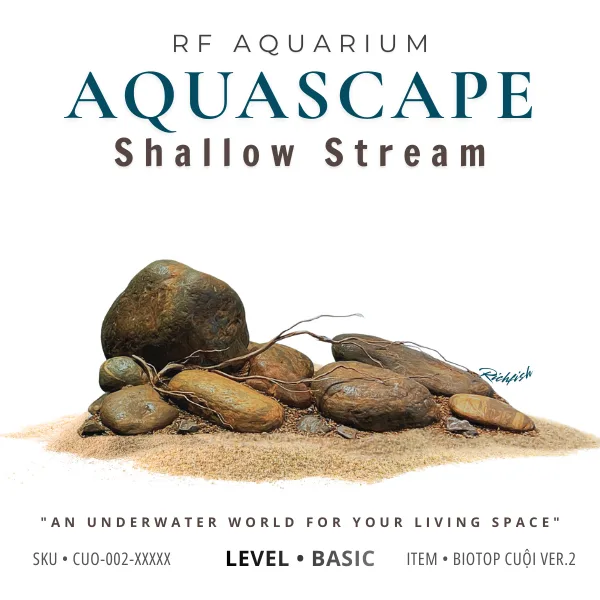 RF AQUARIUM
AQUASCAPE
Shallow Stream
Richfish
"AN UNDERWATER WORLD FOR YOUR LIVING SPACE"
SKU • CUO-002-XXXXX LEVEL • BASIC ITEM • BIOTOP CUỘI VER.2